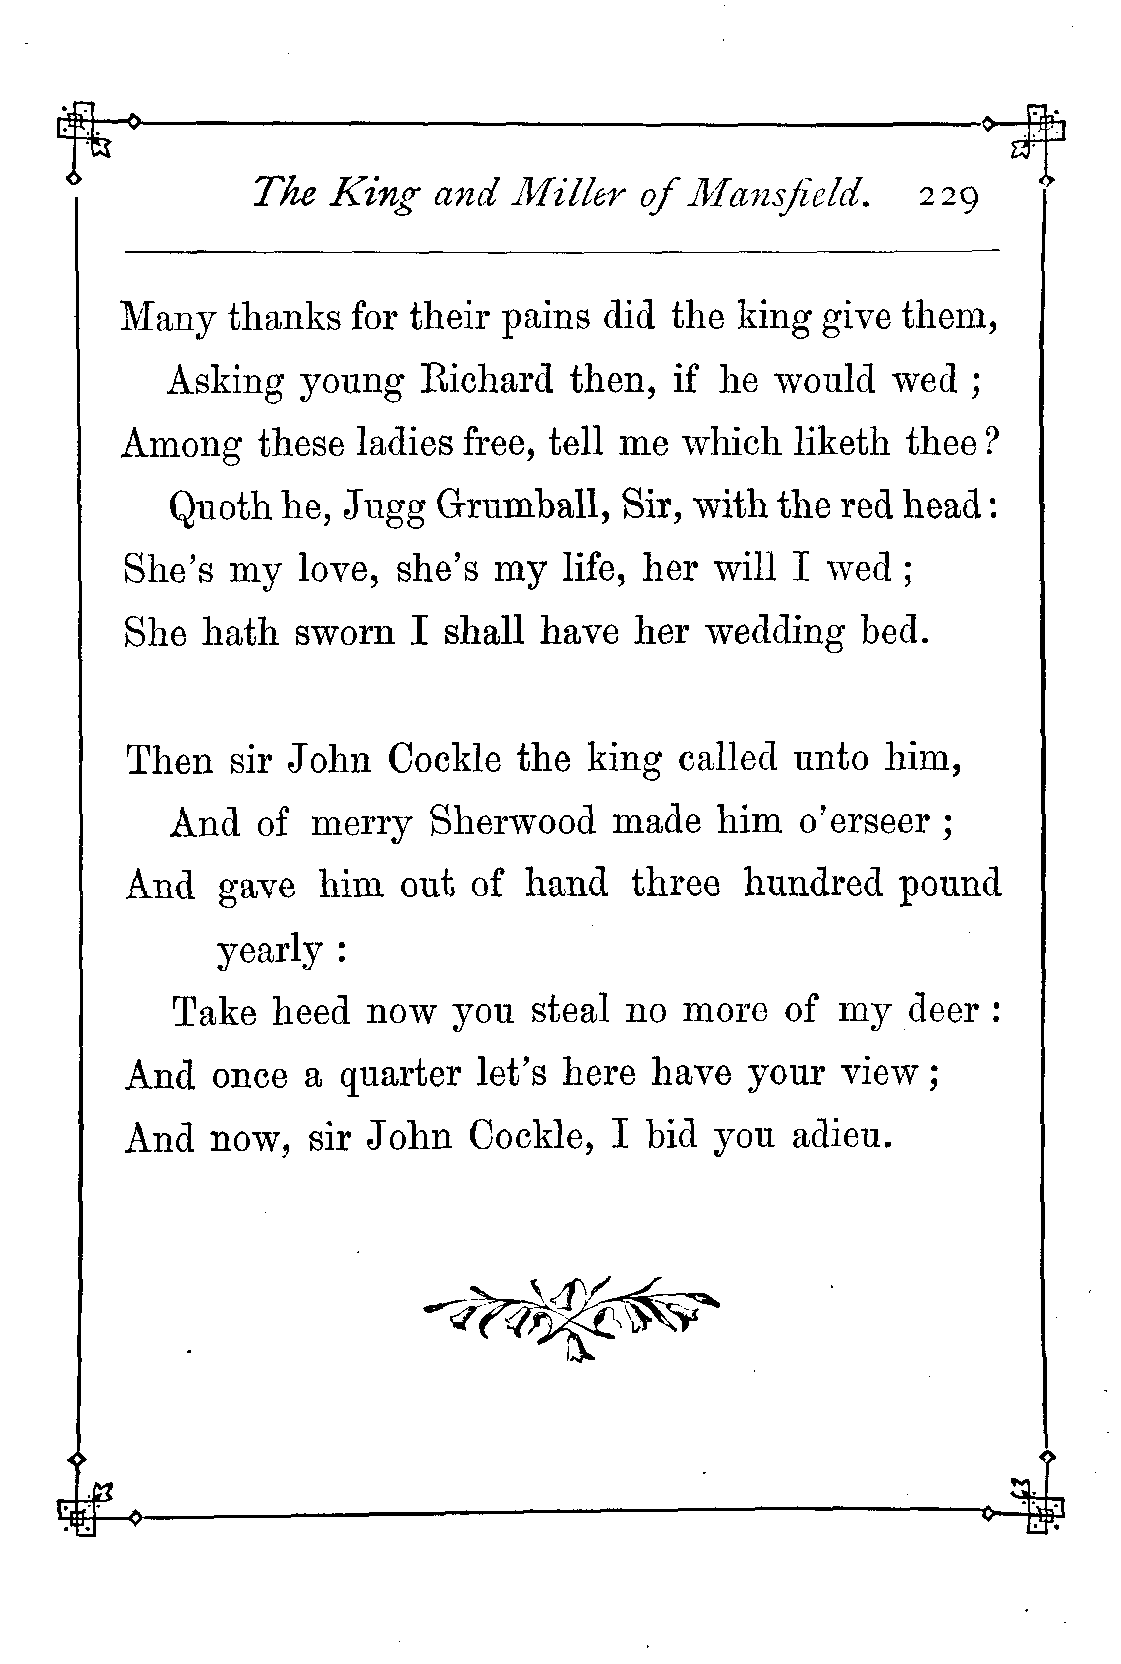 The King and Miller of Mansfield. 229
Many thanks for their pains did the king give them,
Asking young Richard then, if he would wed ;
Among these ladies free, tell me which liketh thee?
Quoth he, Jugg Grumball, Sir, with the red head:
She's my love, she's my life, her will I wed ;
She hath sworn I shall have her wedding bed.
Then sir John Cockle the king called unto him,
And of merry Sherwood made him o'erseer ;
And gave him out of hand three hundred pound
yearly :
Take heed now you steal no more of my deer :
And once a quarter let's here have your view ;
And now, sir John Cockle, I bid you adieu.